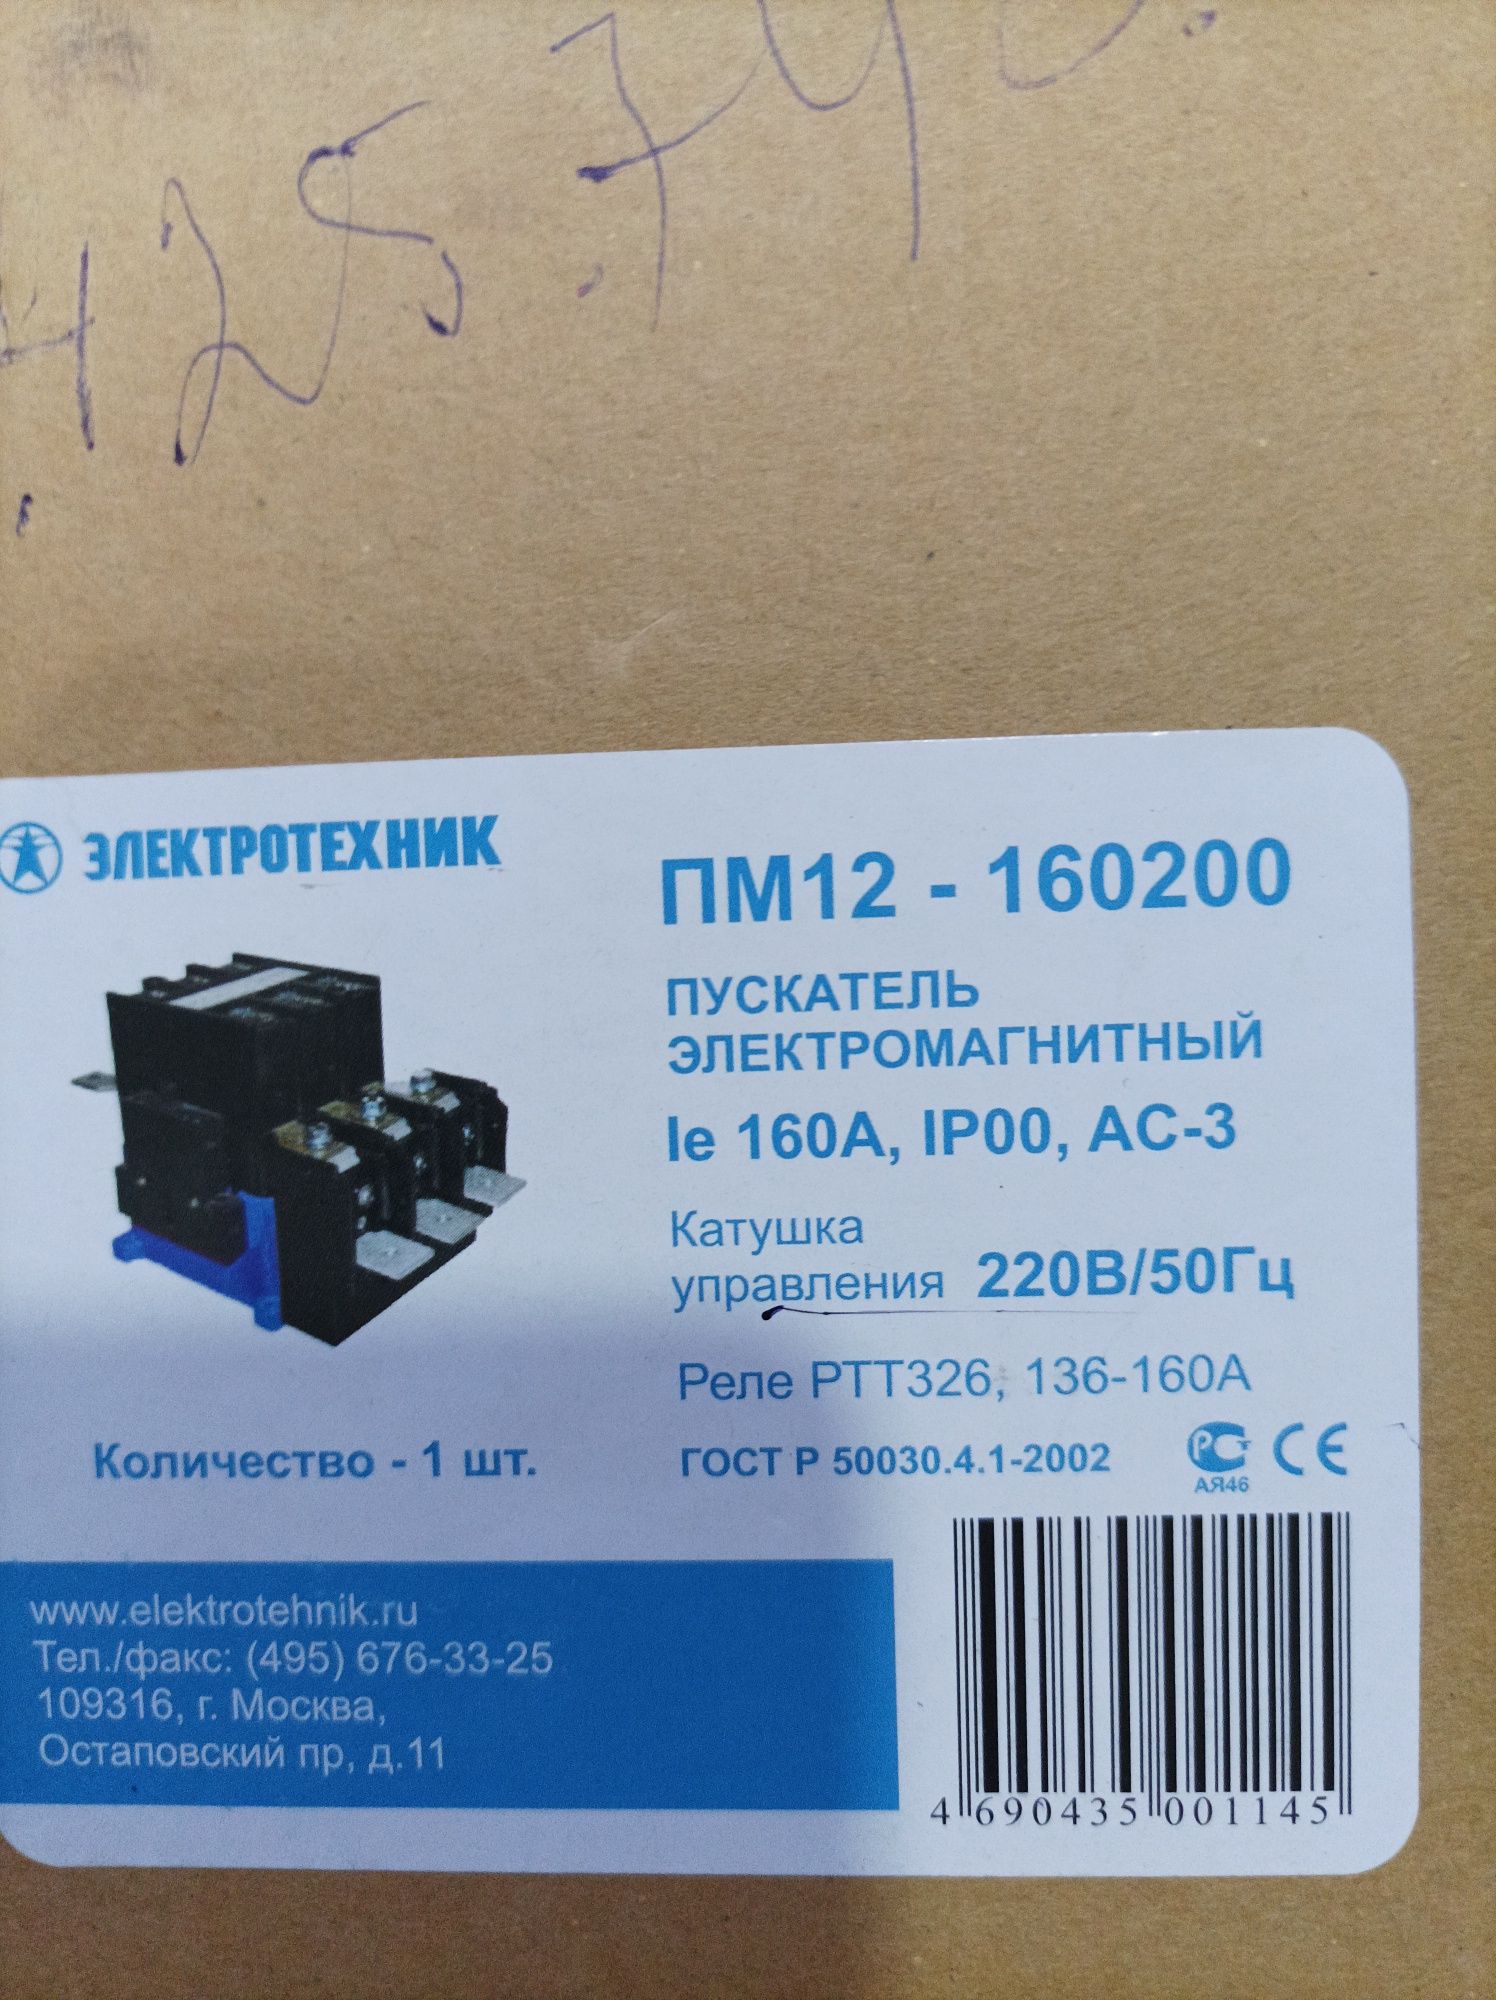 ЭЛЕКТРОТЕХНИК
ПМ12 - 160200
ПУСКАТЕЛЬ
ЭЛЕКТРОМАГНИТНЫЙ
Ie 160А, IP00, AC-3
Катушка
управления 220В/50Гц
Реле РТТ326, 136-160А
Количество - 1 шт.
ГОСТ Р 50030.4.1-2002
АЯ46
CE
www.elektrotehnik.ru
Тел./факс: (495) 676-33-25
109316, г. Москва,
Остаповский пр, д.11
4 690435 001145